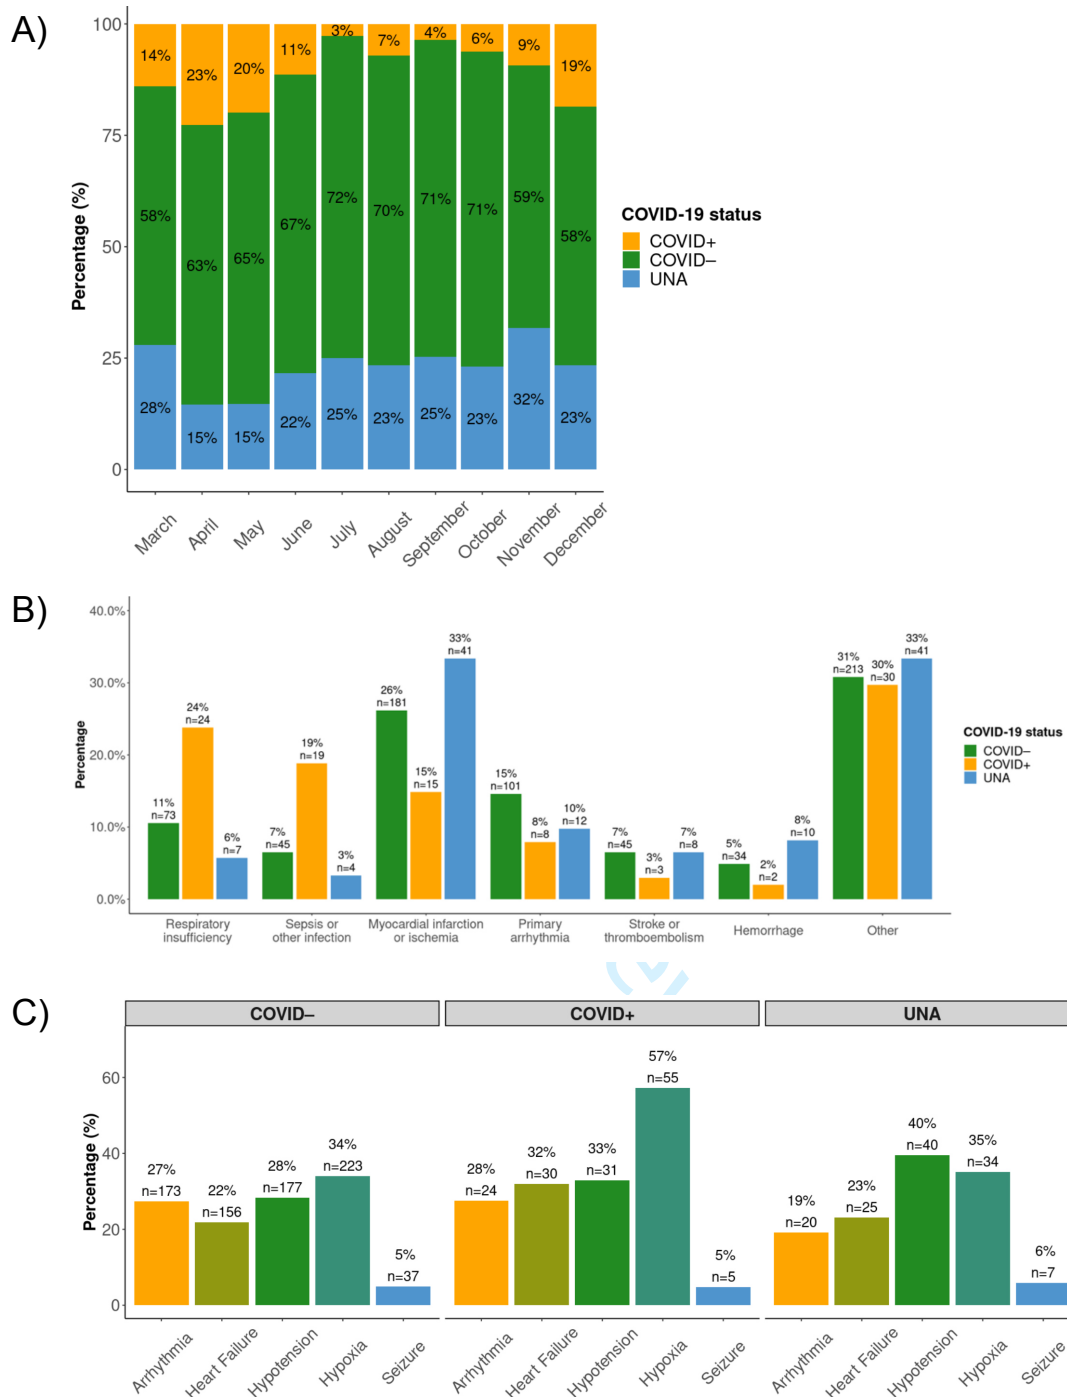 A)
100
75
50
25
0
Percentage (%)
14%
23%
20%
11%
3%
7%
4%
6%
9%
19%
58%
63%
65%
67%
72%
70%
71%
71%
59%
58%
28%
15%
15%
22%
25%
23%
25%
23%
32%
23%
March
April
May
June
July
August
September
October
November
December
COVID-19 status
COVID+
COVID–
UNA
B)
40.0%
30.0%
20.0%
10.0%
0.0%
Percentage
11%
n=73
24%
n=24
6%
n=7
7%
n=45
19%
n=19
3%
n=4
26%
n=181
15%
n=15
33%
n=41
15%
n=101
8%
n=8
10%
n=12
7%
n=45
3%
n=3
7%
n=8
5%
n=34
2%
n=2
8%
n=10
31%
n=213
30%
n=30
33%
n=41
Respiratory
insufficiency
Sepsis or
other infection
Myocardial infarction
or ischemia
Primary
arrhythmia
Stroke or
thromboembolism
Hemorrhage
Other
COVID-19 status
COVID–
COVID+
UNA
C)
COVID–
COVID+
UNA
60
40
20
0
Percentage (%)
27%
n=173
22%
n=156
28%
n=177
34%
n=223
5%
n=37
28%
n=24
32%
n=30
33%
n=31
57%
n=55
5%
n=5
19%
n=20
23%
n=25
40%
n=40
35%
n=34
6%
n=7
Arrhythmia
Heart Failure
Hypotension
Hypoxia
Seizure
Arrhythmia
Heart Failure
Hypotension
Hypoxia
Seizure
Arrhythmia
Heart Failure
Hypotension
Hypoxia
Seizure